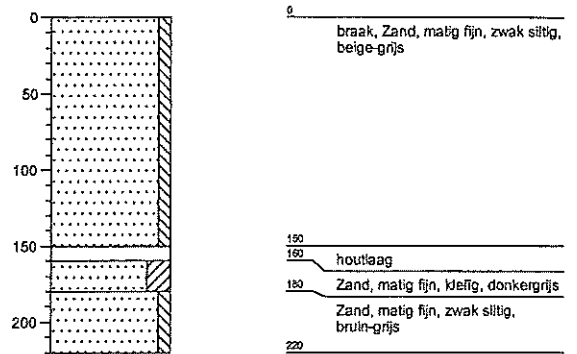 0
50
100
150
200
0
braak, Zand, matig fijn, zwak siltig,
beige-grijs
150
160
houtlaag
180
Zand, matig fijn, kleiig, donkergrijs
Zand, matig fijn, zwak siltig,
bruin-grijs
220